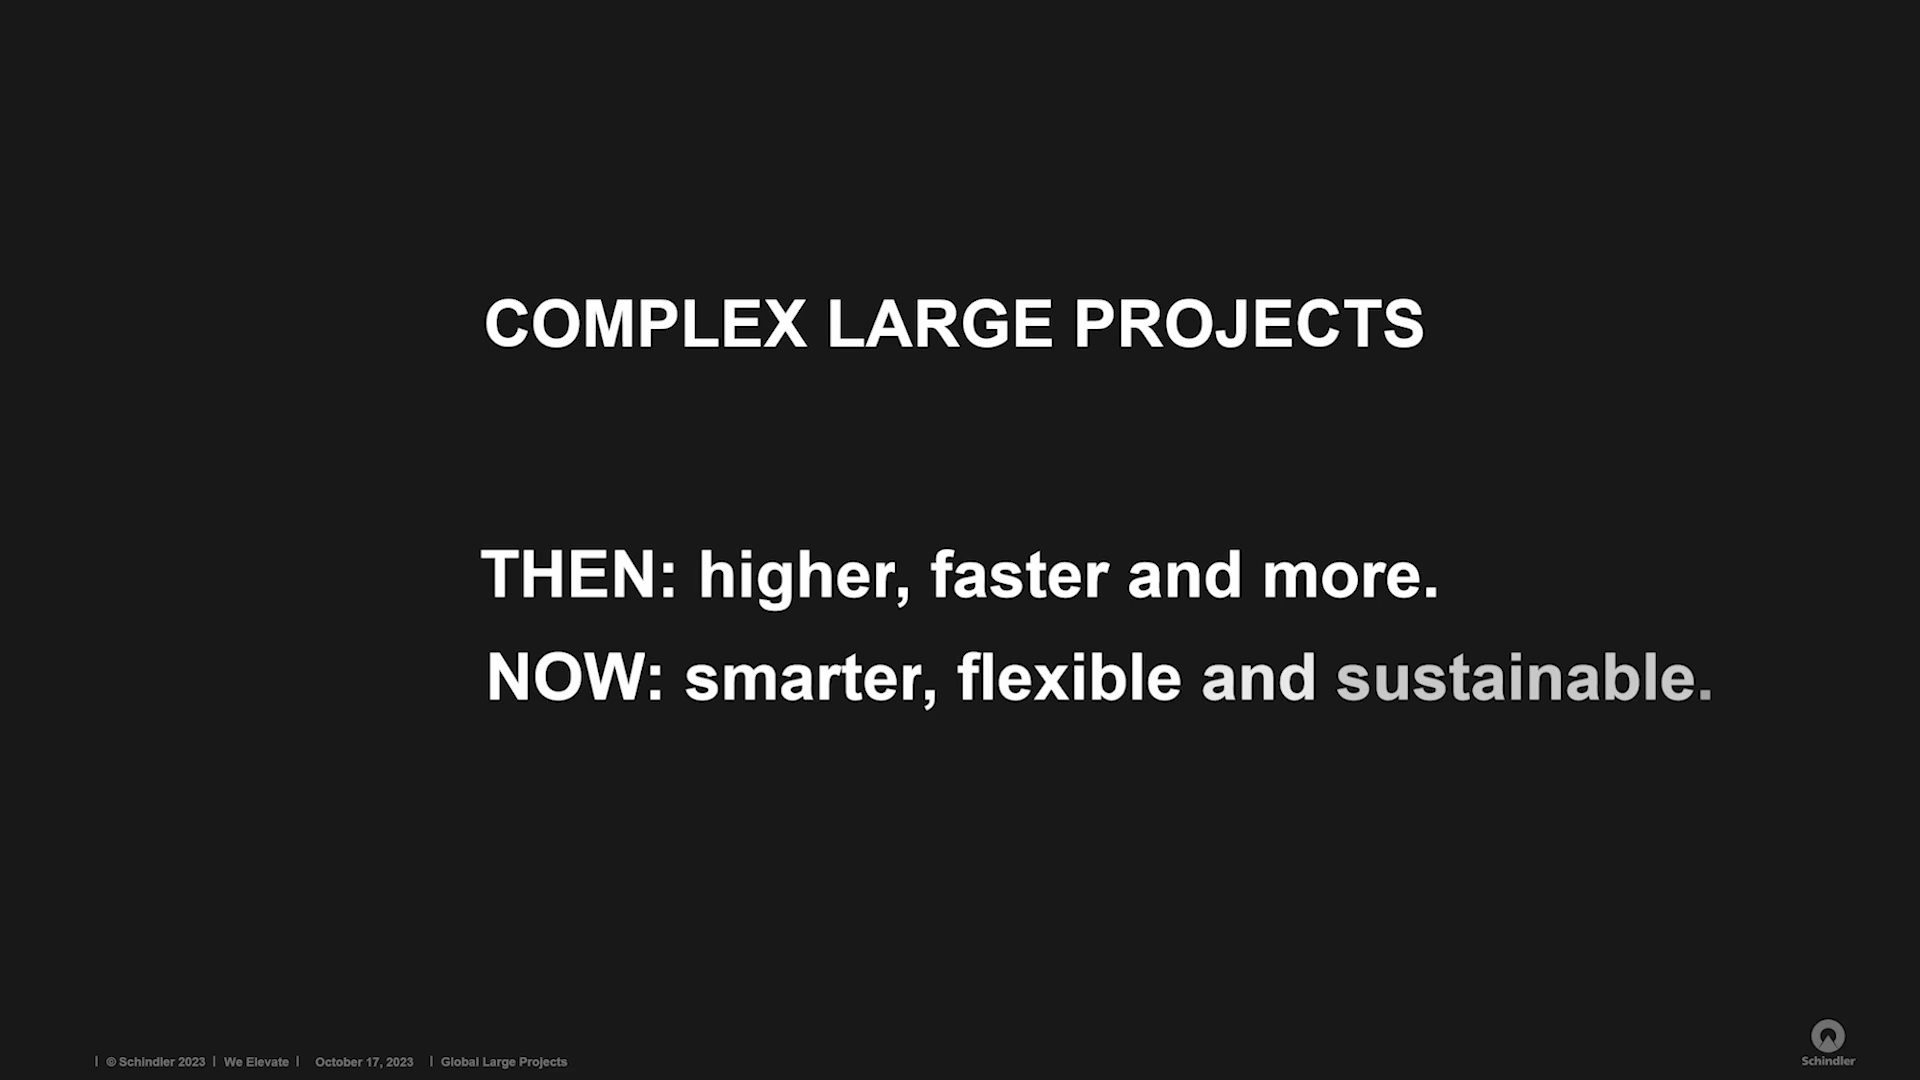 COMPLEX LARGE PROJECTS
THEN: higher, faster and more.
NOW: smarter, flexible and sustainable.
| © Schindler 2023 | We Elevate | October 17, 2023 | Global Large Projects
Schindler